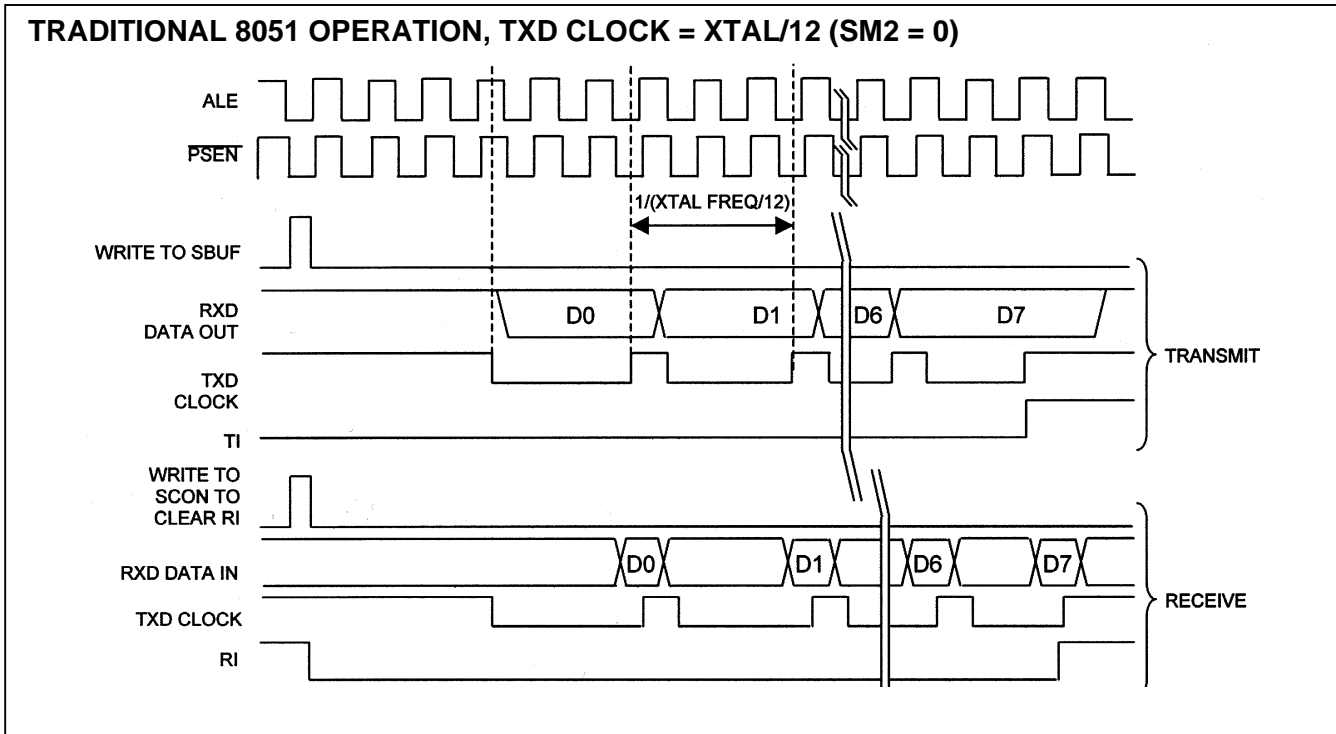 TRADITIONAL 8051 OPERATION, TXD CLOCK = XTAL/12 (SM2 = 0)
ALE
PSEN
1/(XTAL FREQ/12)
WRITE TO SBUF
RXD
DATA OUT
D0 D1 D6 D7
TRANSMIT
TXD
CLOCK
TI
WRITE TO
SCON TO
CLEAR RI
RXD DATA IN
D0 D1 D6 D7
TXD CLOCK
RECEIVE
RI